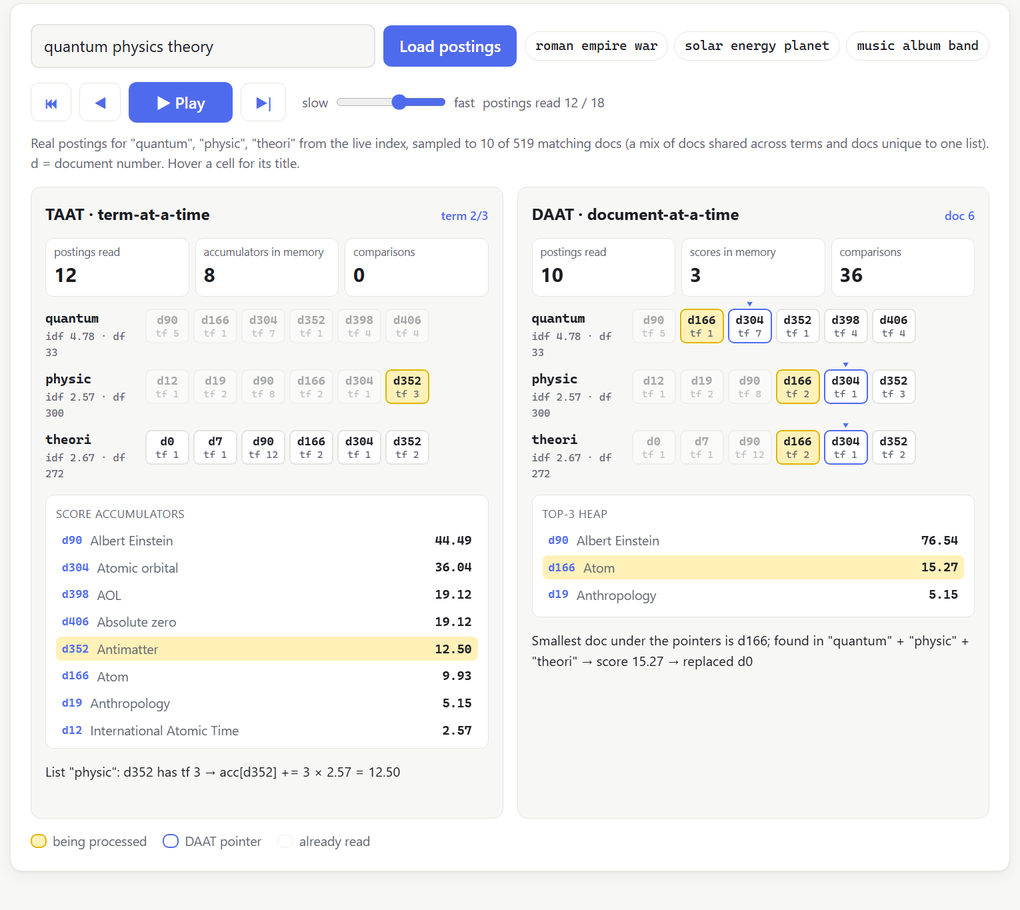 quantum physics theory
Load postings
roman empire war
solar energy planet
music album band
⏮
◀
▶ Play
▶|
slow
fast
postings read 12 / 18
Real postings for "quantum", "physic", "theori" from the live index, sampled to 10 of 519 matching docs (a mix of docs shared across terms and docs unique to one list).
d = document number. Hover a cell for its title.
TAAT · term-at-a-time
term 2/3
postings read
12
accumulators in memory
8
comparisons
0
quantum
idf 4.78 · df
33
d90 d166 d304 d352 d398 d406
tf 5 tf 1 tf 7 tf 1 tf 4 tf 4
physic
idf 2.57 · df
300
d12 d19 d90 d166 d304 d352
tf 1 tf 2 tf 8 tf 2 tf 1 tf 3
theori
idf 2.67 · df
272
d0 d7 d90 d166 d304 d352
tf 1 tf 1 tf 12 tf 2 tf 1 tf 2
SCORE ACCUMULATORS
d90 Albert Einstein 44.49
d304 Atomic orbital 36.04
d398 AOL 19.12
d406 Absolute zero 19.12
d352 Antimatter 12.50
d166 Atom 9.93
d19 Anthropology 5.15
d12 International Atomic Time 2.57
List "physic": d352 has tf 3 → acc[d352] += 3 × 2.57 = 12.50
DAAT · document-at-a-time
doc 6
postings read
10
scores in memory
3
comparisons
36
quantum
idf 4.78 · df
33
d90 d166 d304 d352 d398 d406
tf 5 tf 1 tf 7 tf 1 tf 4 tf 4
physic
idf 2.57 · df
300
d12 d19 d90 d166 d304 d352
tf 1 tf 2 tf 8 tf 2 tf 1 tf 3
theori
idf 2.67 · df
272
d0 d7 d90 d166 d304 d352
tf 1 tf 1 tf 12 tf 2 tf 1 tf 2
TOP-3 HEAP
d90 Albert Einstein 76.54
d166 Atom 15.27
d19 Anthropology 5.15
Smallest doc under the pointers is d166; found in "quantum" + "physic" +
"theori" → score 15.27 → replaced d0
being processed
DAAT pointer
already read